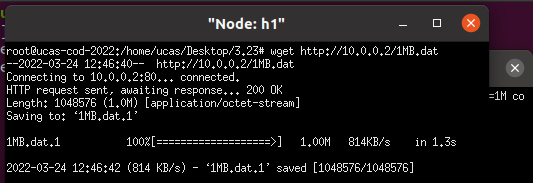 "Node: h1"
root@ucas-cod-2022:/home/ucas/Desktop/3.23# wget http://10.0.0.2/1MB.dat
--2022-03-24 12:46:40--  http://10.0.0.2/1MB.dat
Connecting to 10.0.0.2:80... connected.
HTTP request sent, awaiting response... 200 OK
Length: 1048576 (1.0M) [application/octet-stream]
Saving to: ‘1MB.dat.1’
1MB.dat.1 100%[===================>] 1.00M 814KB/s in 1.3s
2022-03-24 12:46:42 (814 KB/s) - ‘1MB.dat.1’ saved [1048576/1048576]
=1M co